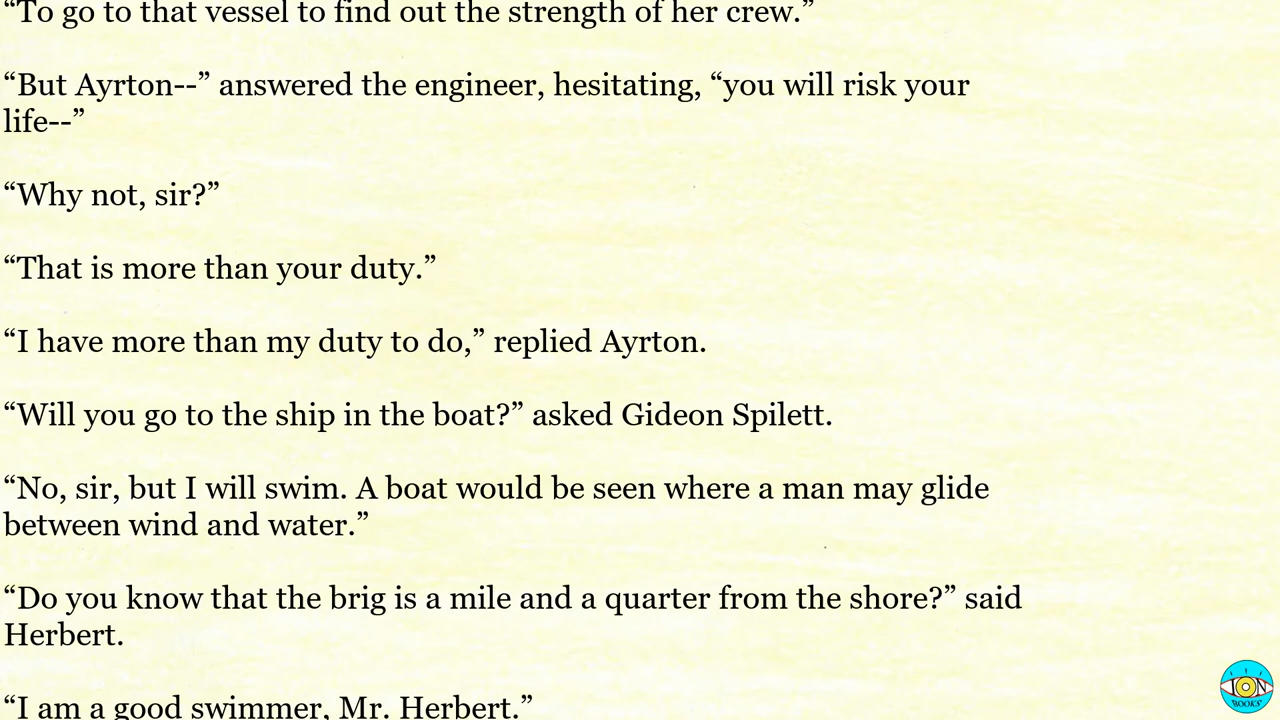 “To go to that vessel to find out the strength of her crew.”
“But Ayrton--” answered the engineer, hesitating, “you will risk your
life--”
“Why not, sir?”
“That is more than your duty.”
“I have more than my duty to do,” replied Ayrton.
“Will you go to the ship in the boat?” asked Gideon Spilett.
“No, sir, but I will swim. A boat would be seen where a man may glide
between wind and water.”
“Do you know that the brig is a mile and a quarter from the shore?” said
Herbert.
“I am a good swimmer, Mr. Herbert.”
ION
BOOKS